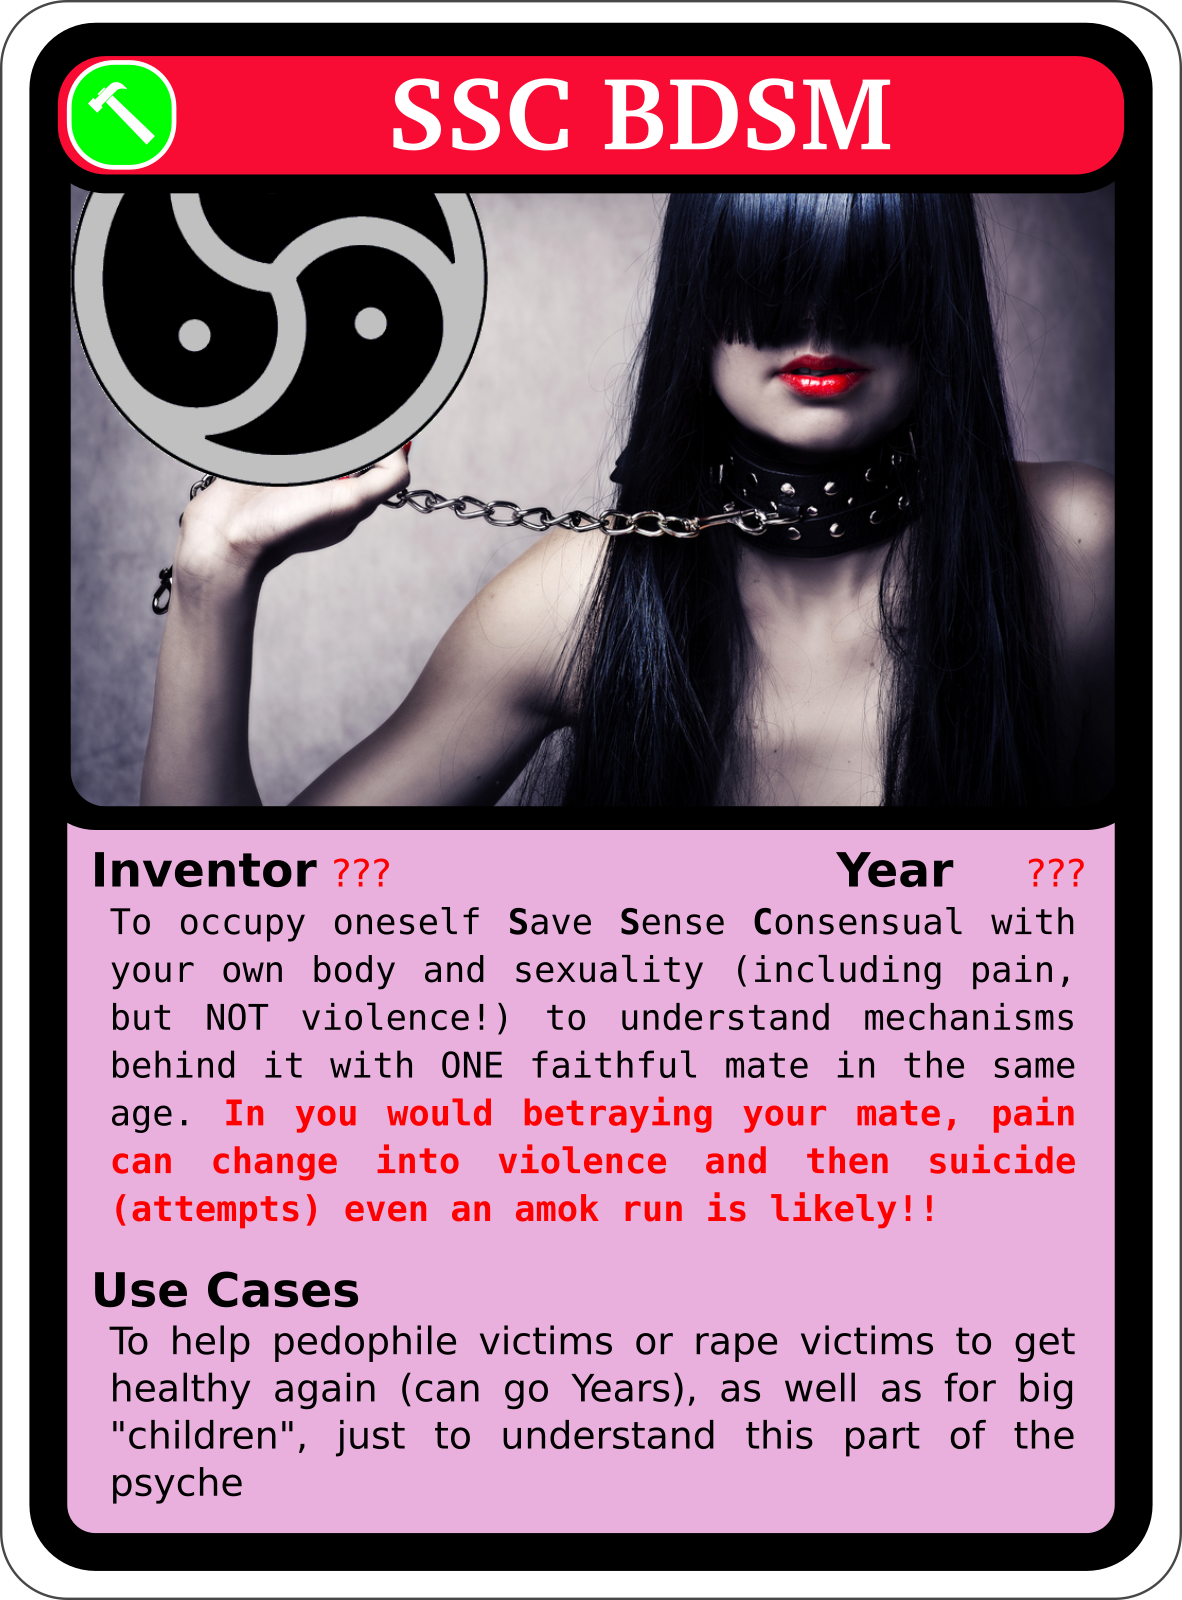 SSC BDSM
Inventor ??? Year ???
To occupy oneself Save Sense Consensual with
your own body and sexuality (including pain,
but NOT violence!) to understand mechanisms
behind it with ONE faithful mate in the same
age. In you would betraying your mate, pain
can change into violence and then suicide
(attempts) even an amok run is likely!!
Use Cases
To help pedophile victims or rape victims to get
healthy again (can go Years), as well as for big
"children", just to understand this part of the
psyche